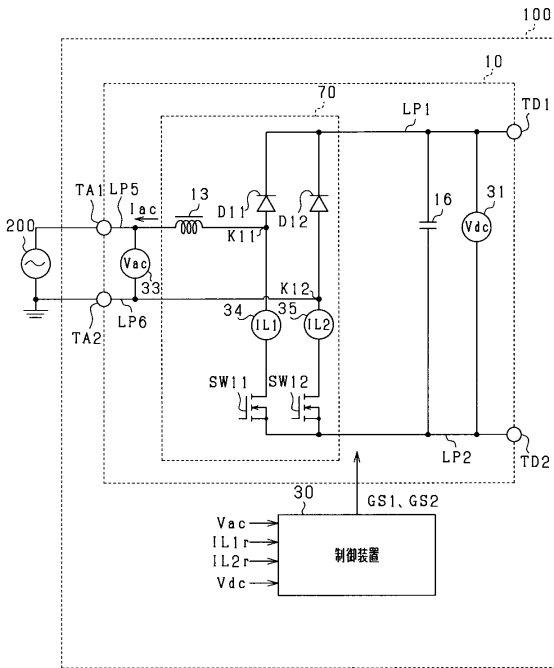 100
10
70
LP1
TD1
TA1
LP5
Iac
13
D11
D12
16
31
Vdc
200
K11
Vac
33
K12
34
35
TA2
LP6
IL1
IL2
SW11
SW12
LP2
TD2
30
GS1、GS2
Vac
IL1r
IL2r
Vdc
制御装置